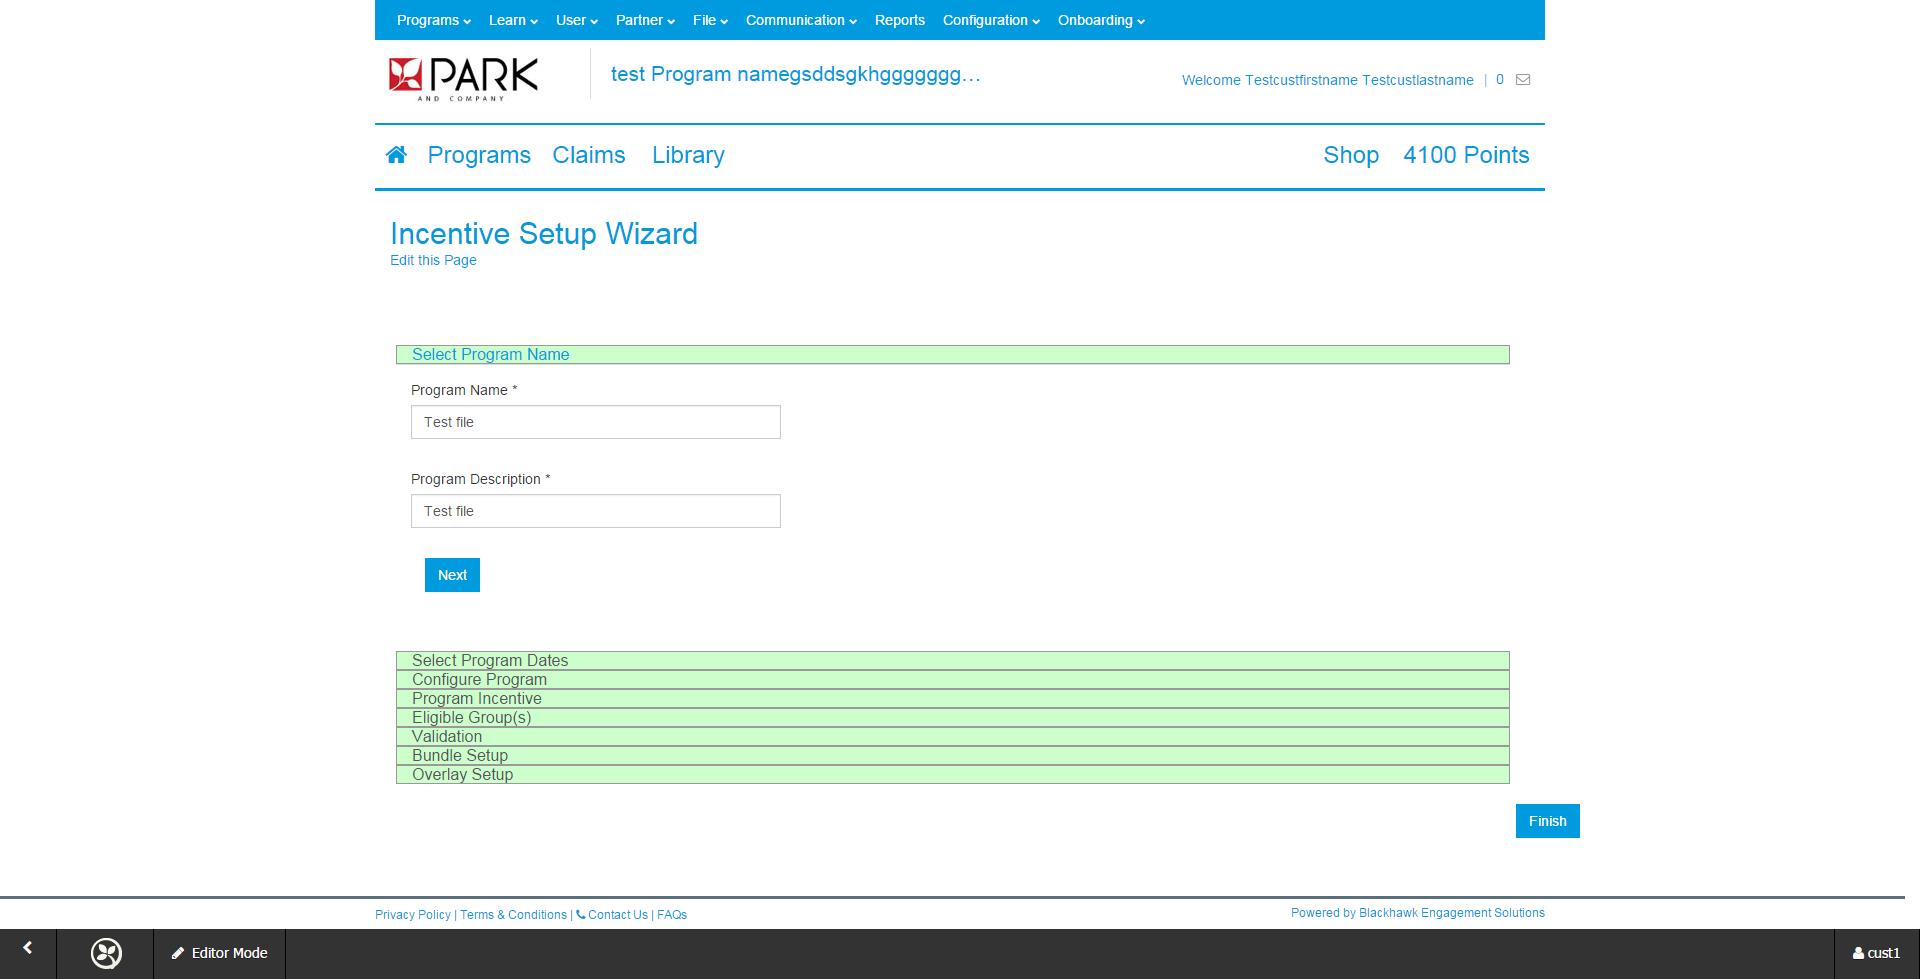 Programs Learn User Partner File Communication Reports Configuration Onboarding
PARK
AND COMPANY
test Program namegsddsgkhggggggg...
Welcome Testcustfirstname Testcustlastname | 0
Programs Claims Library Shop 4100 Points
Incentive Setup Wizard
Edit this Page
Select Program Name
Program Name *
Test file
Program Description *
Test file
Next
Select Program Dates
Configure Program
Program Incentive
Eligible Group(s)
Validation
Bundle Setup
Overlay Setup
Finish
Privacy Policy | Terms & Conditions | Contact Us | FAQs
Powered by Blackhawk Engagement Solutions
Editor Mode
cust1